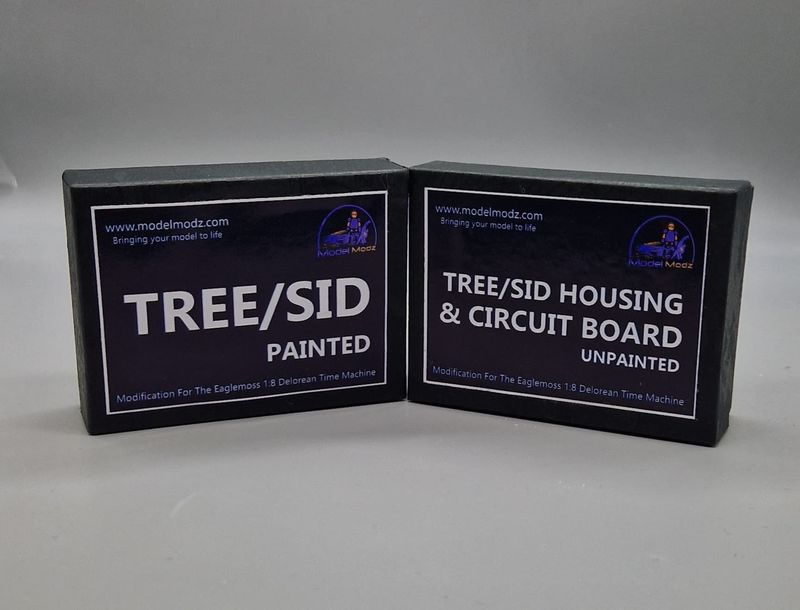 www.modelmodz.com
Bringing your model to life
Model Modz
TREE/SID
PAINTED
Modification For The Eaglemoss 1:8 Delorean Time Machine
www.modelmodz.com
Bringing your model to life
Model Modz
TREE/SID HOUSING
& CIRCUIT BOARD
UNPAINTED
Modification For The Eaglemoss 1:8 Delorean Time Machine